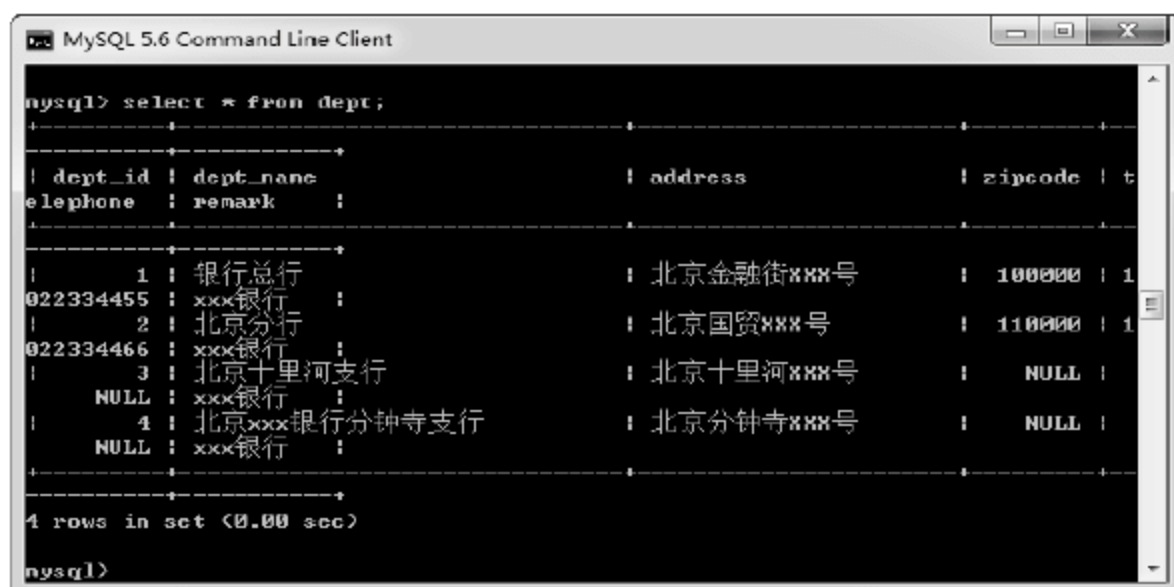 MySQL 5.6 Command Line Client
mysql> select * from dept;
+---------+----------------------------+--------------------+---------+--
---------+----------+
| dept_id | dept_name | address | zipcode | t
elephone | remark |
+---------+----------------------------+--------------------+---------+--
---------+----------+
| 1 | 银行总行 | 北京金融街xxx号 | 100000 | 1
022334455 | xxx银行 |
| 2 | 北京分行 | 北京国贸xxx号 | 110000 | 1
022334466 | xxx银行 |
| 3 | 北京十里河支行 | 北京十里河xxx号 | NULL |
NULL | xxx银行 |
| 4 | 北京xxx银行分钟寺支行 | 北京分钟寺xxx号 | NULL |
NULL | xxx银行 |
+---------+----------------------------+--------------------+---------+--
---------+----------+
4 rows in set (0.00 sec)
mysql>